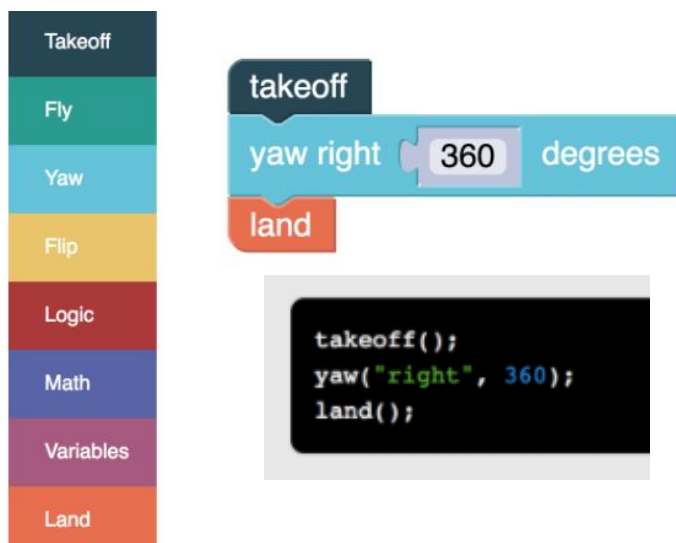 Takeoff
Fly
Yaw
Flip
Logic
Math
Variables
Land
takeoff
yaw right 360 degrees
land
takeoff();
yaw("right", 360);
land();